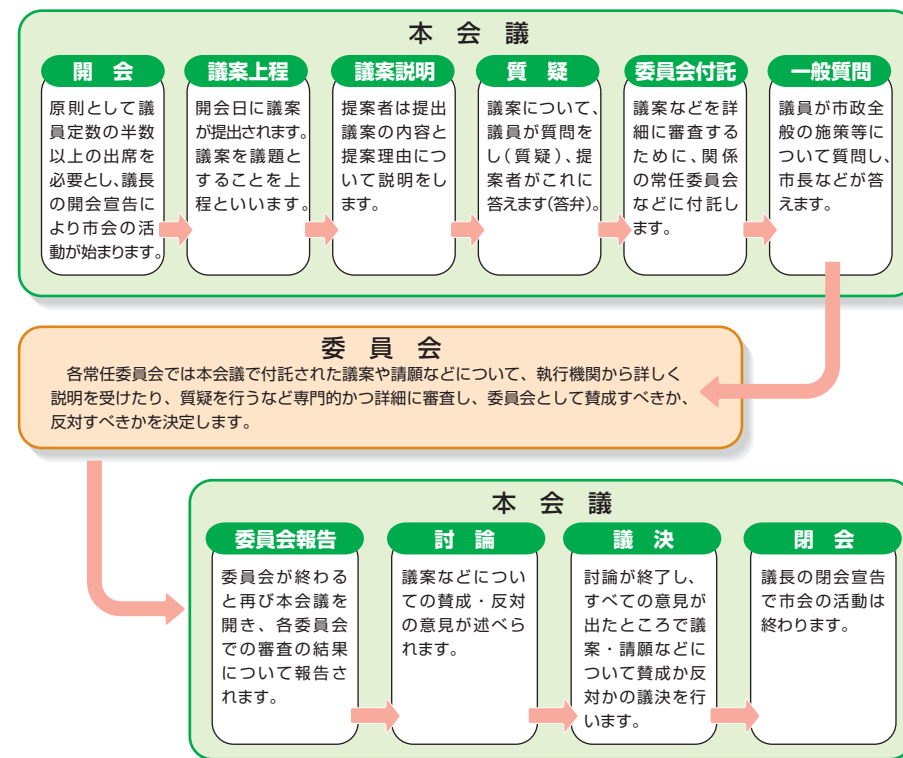 本会議
開会
原則として議
員定数の半数
以上の出席を
必要とし、議長
の開会宣告に
より市会の活
動が始まります。
議案上程
開会日に議案
が提出されます。
議案を議題と
することを上
程といいます。
議案説明
提案者は提出
議案の内容と
提案理由につ
いて説明をし
ます。
質疑
議案について、
議員が質問を
し(質疑)、提
案者がこれに
答えます(答弁)。
委員会付託
議案などを詳
細に審査する
ために、関係
の常任委員会
などに付託し
ます。
一般質問
議員が市政全
般の施策等に
ついて質問し、
市長などが答
えます。
委員会
各常任委員会では本会議で付託された議案や請願などについて、執行機関から詳しく
説明を受けたり、質疑を行うなど専門的かつ詳細に審査し、委員会として賛成すべきか、
反対すべきかを決定します。
本会議
委員会報告
委員会が終わる
と再び本会議を
開き、各委員会
での審査の結果
について報告さ
れます。
討論
議案などについ
ての賛成・反対
の意見が述べら
れます。
議決
討論が終了し、
すべての意見が
出たところで議
案・請願などに
ついて賛成か反
対かの議決を行
います。
閉会
議長の閉会宣告
で市会の活動は
終わります。